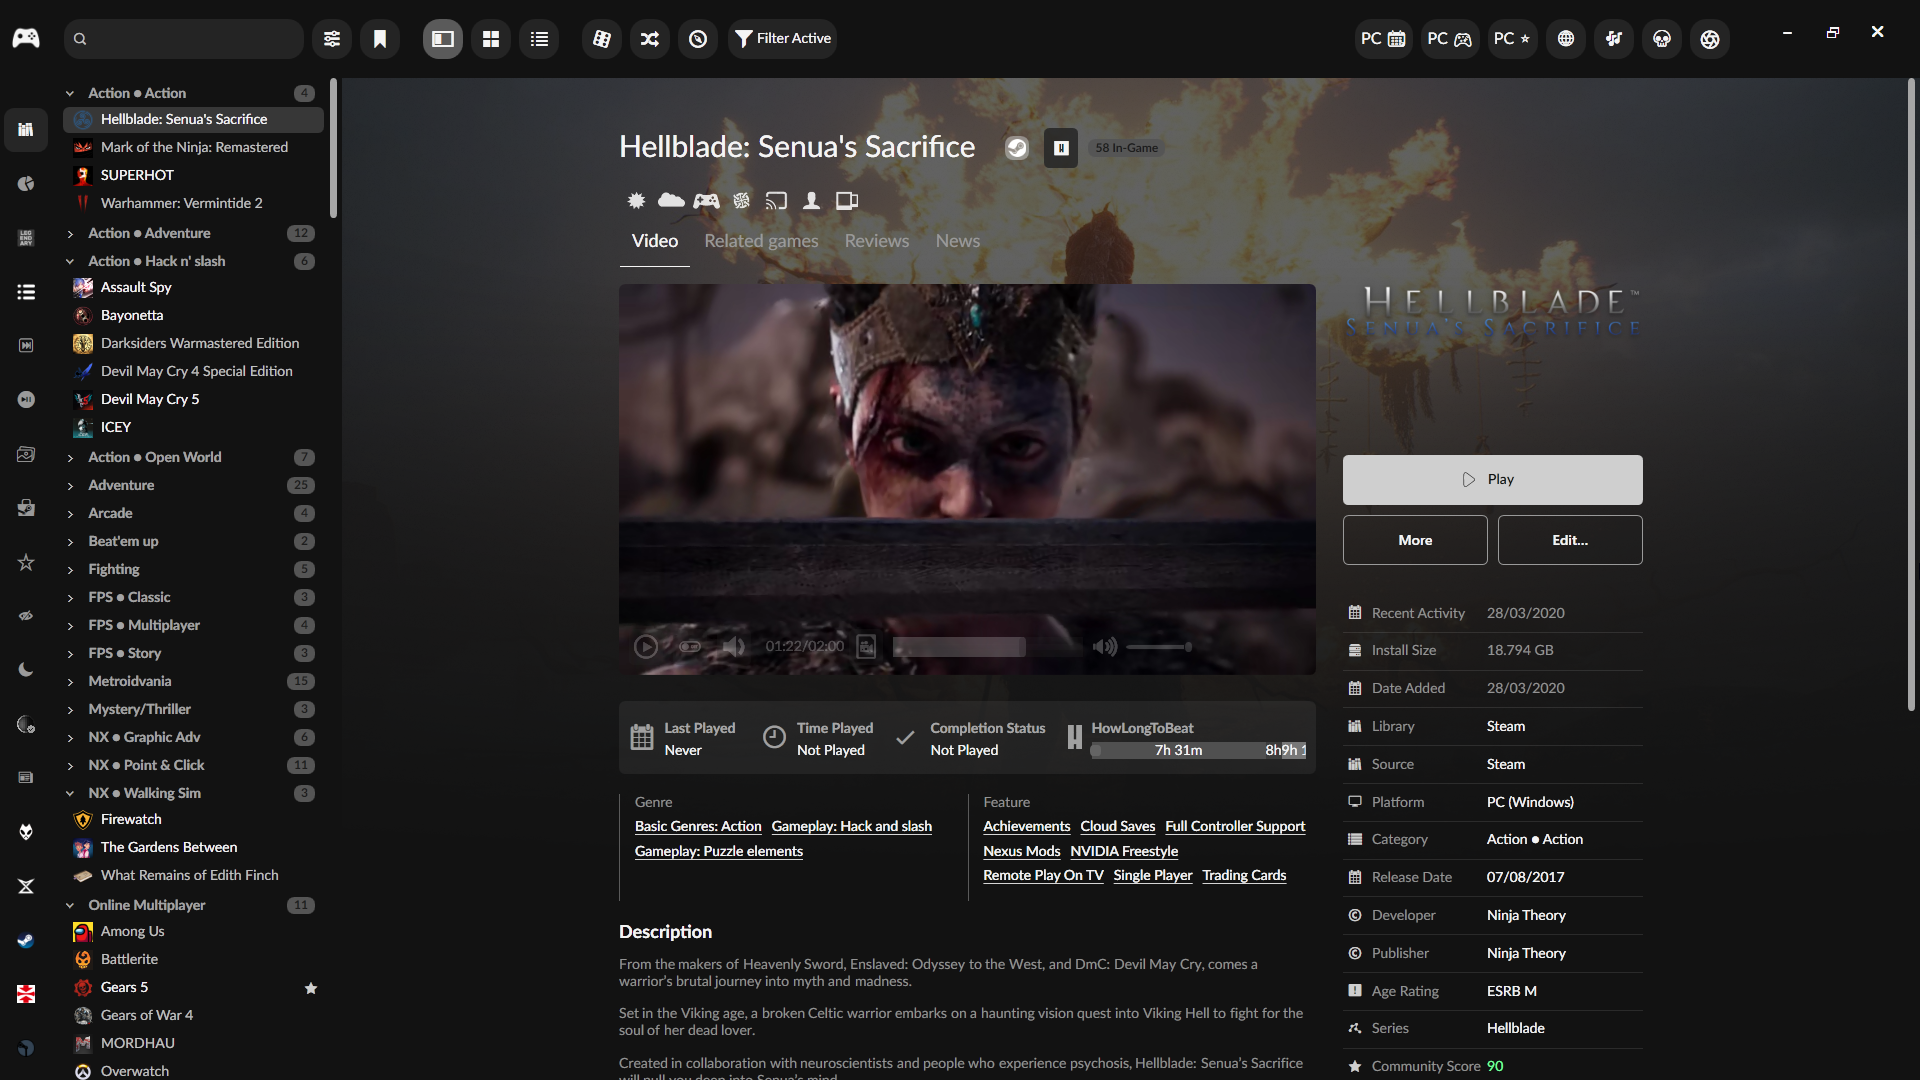 Filter Active
PC
PC
PC
Action ● Action 4
Hellblade: Senua's Sacrifice
Mark of the Ninja: Remastered
SUPERHOT
Warhammer: Vermintide 2
Action ● Adventure 12
Action ● Hack n' slash 6
Assault Spy
Bayonetta
Darksiders Warmastered Edition
Devil May Cry 4 Special Edition
Devil May Cry 5
ICEY
Action ● Open World 7
Adventure 25
Arcade 4
Beat'em up 2
Fighting 5
FPS ● Classic 3
FPS ● Multiplayer 4
FPS ● Story 3
Metroidvania 15
Mystery/Thriller 3
NX ● Graphic Adv 6
NX ● Point & Click 11
NX ● Walking Sim 3
Firewatch
The Gardens Between
What Remains of Edith Finch
Online Multiplayer 11
Among Us
Battlerite
Gears 5
Gears of War 4
MORDHAU
Overwatch
LEG
END
ARY
Hellblade: Senua's Sacrifice
58 In-Game
Video Related games Reviews News
01:22/02:00
Last Played
Never
Time Played
Not Played
Completion Status
Not Played
HowLongToBeat
7h 31m 8h 9h 1
Genre
Basic Genres: Action Gameplay: Hack and slash
Gameplay: Puzzle elements
Feature
Achievements Cloud Saves Full Controller Support
Nexus Mods NVIDIA Freestyle
Remote Play On TV Single Player Trading Cards
Description
From the makers of Heavenly Sword, Enslaved: Odyssey to the West, and DmC: Devil May Cry, comes a
warrior's brutal journey into myth and madness.
Set in the Viking age, a broken Celtic warrior embarks on a haunting vision quest into Viking Hell to fight for the
soul of her dead lover.
Created in collaboration with neuroscientists and people who experience psychosis, Hellblade: Senua's Sacrifice
will pull you deep into Senua's mind.
HELLBLADE™
SENUA'S SACRIFICE
Play
More Edit...
Recent Activity 28/03/2020
Install Size 18.794 GB
Date Added 28/03/2020
Library Steam
Source Steam
Platform PC (Windows)
Category Action ● Action
Release Date 07/08/2017
Developer Ninja Theory
Publisher Ninja Theory
Age Rating ESRB M
Series Hellblade
Community Score 90